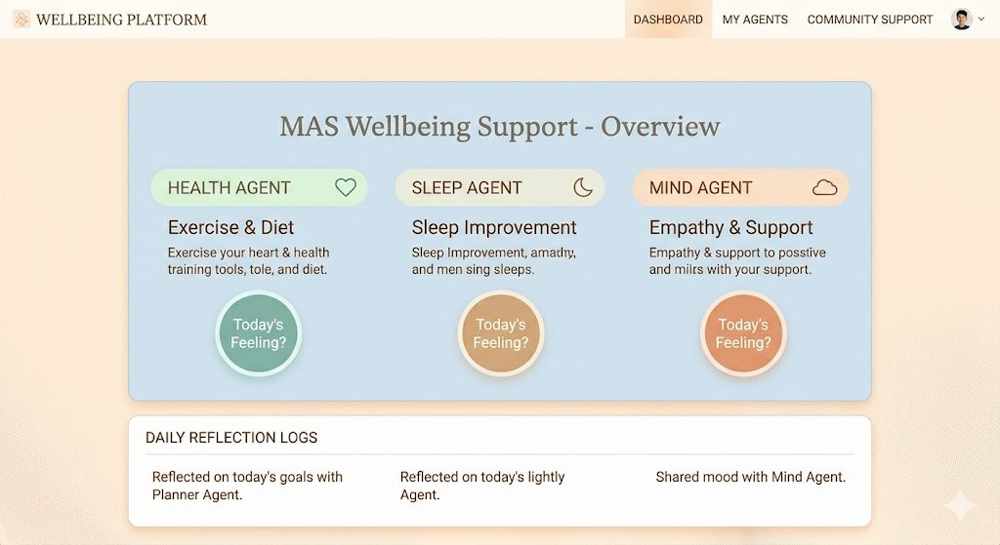 WELLBEING PLATFORM
DASHBOARD
MY AGENTS
COMMUNITY SUPPORT
MAS Wellbeing Support - Overview
HEALTH AGENT
SLEEP AGENT
MIND AGENT
Exercise & Diet
Exercise your heart & health
training tools, tole, and diet.
Sleep Improvement
Sleep Improvement,
and men sing sleeps.
Empathy & Support
Empathy & support to posstive
and with your support.
Today's
Feeling?
Today's
Feeling?
Today's
Feeling?
DAILY REFLECTION LOGS
Reflected on today's goals with
Planner Agent.
Reflected on today's lightly
Agent.
Shared mood with Mind Agent.